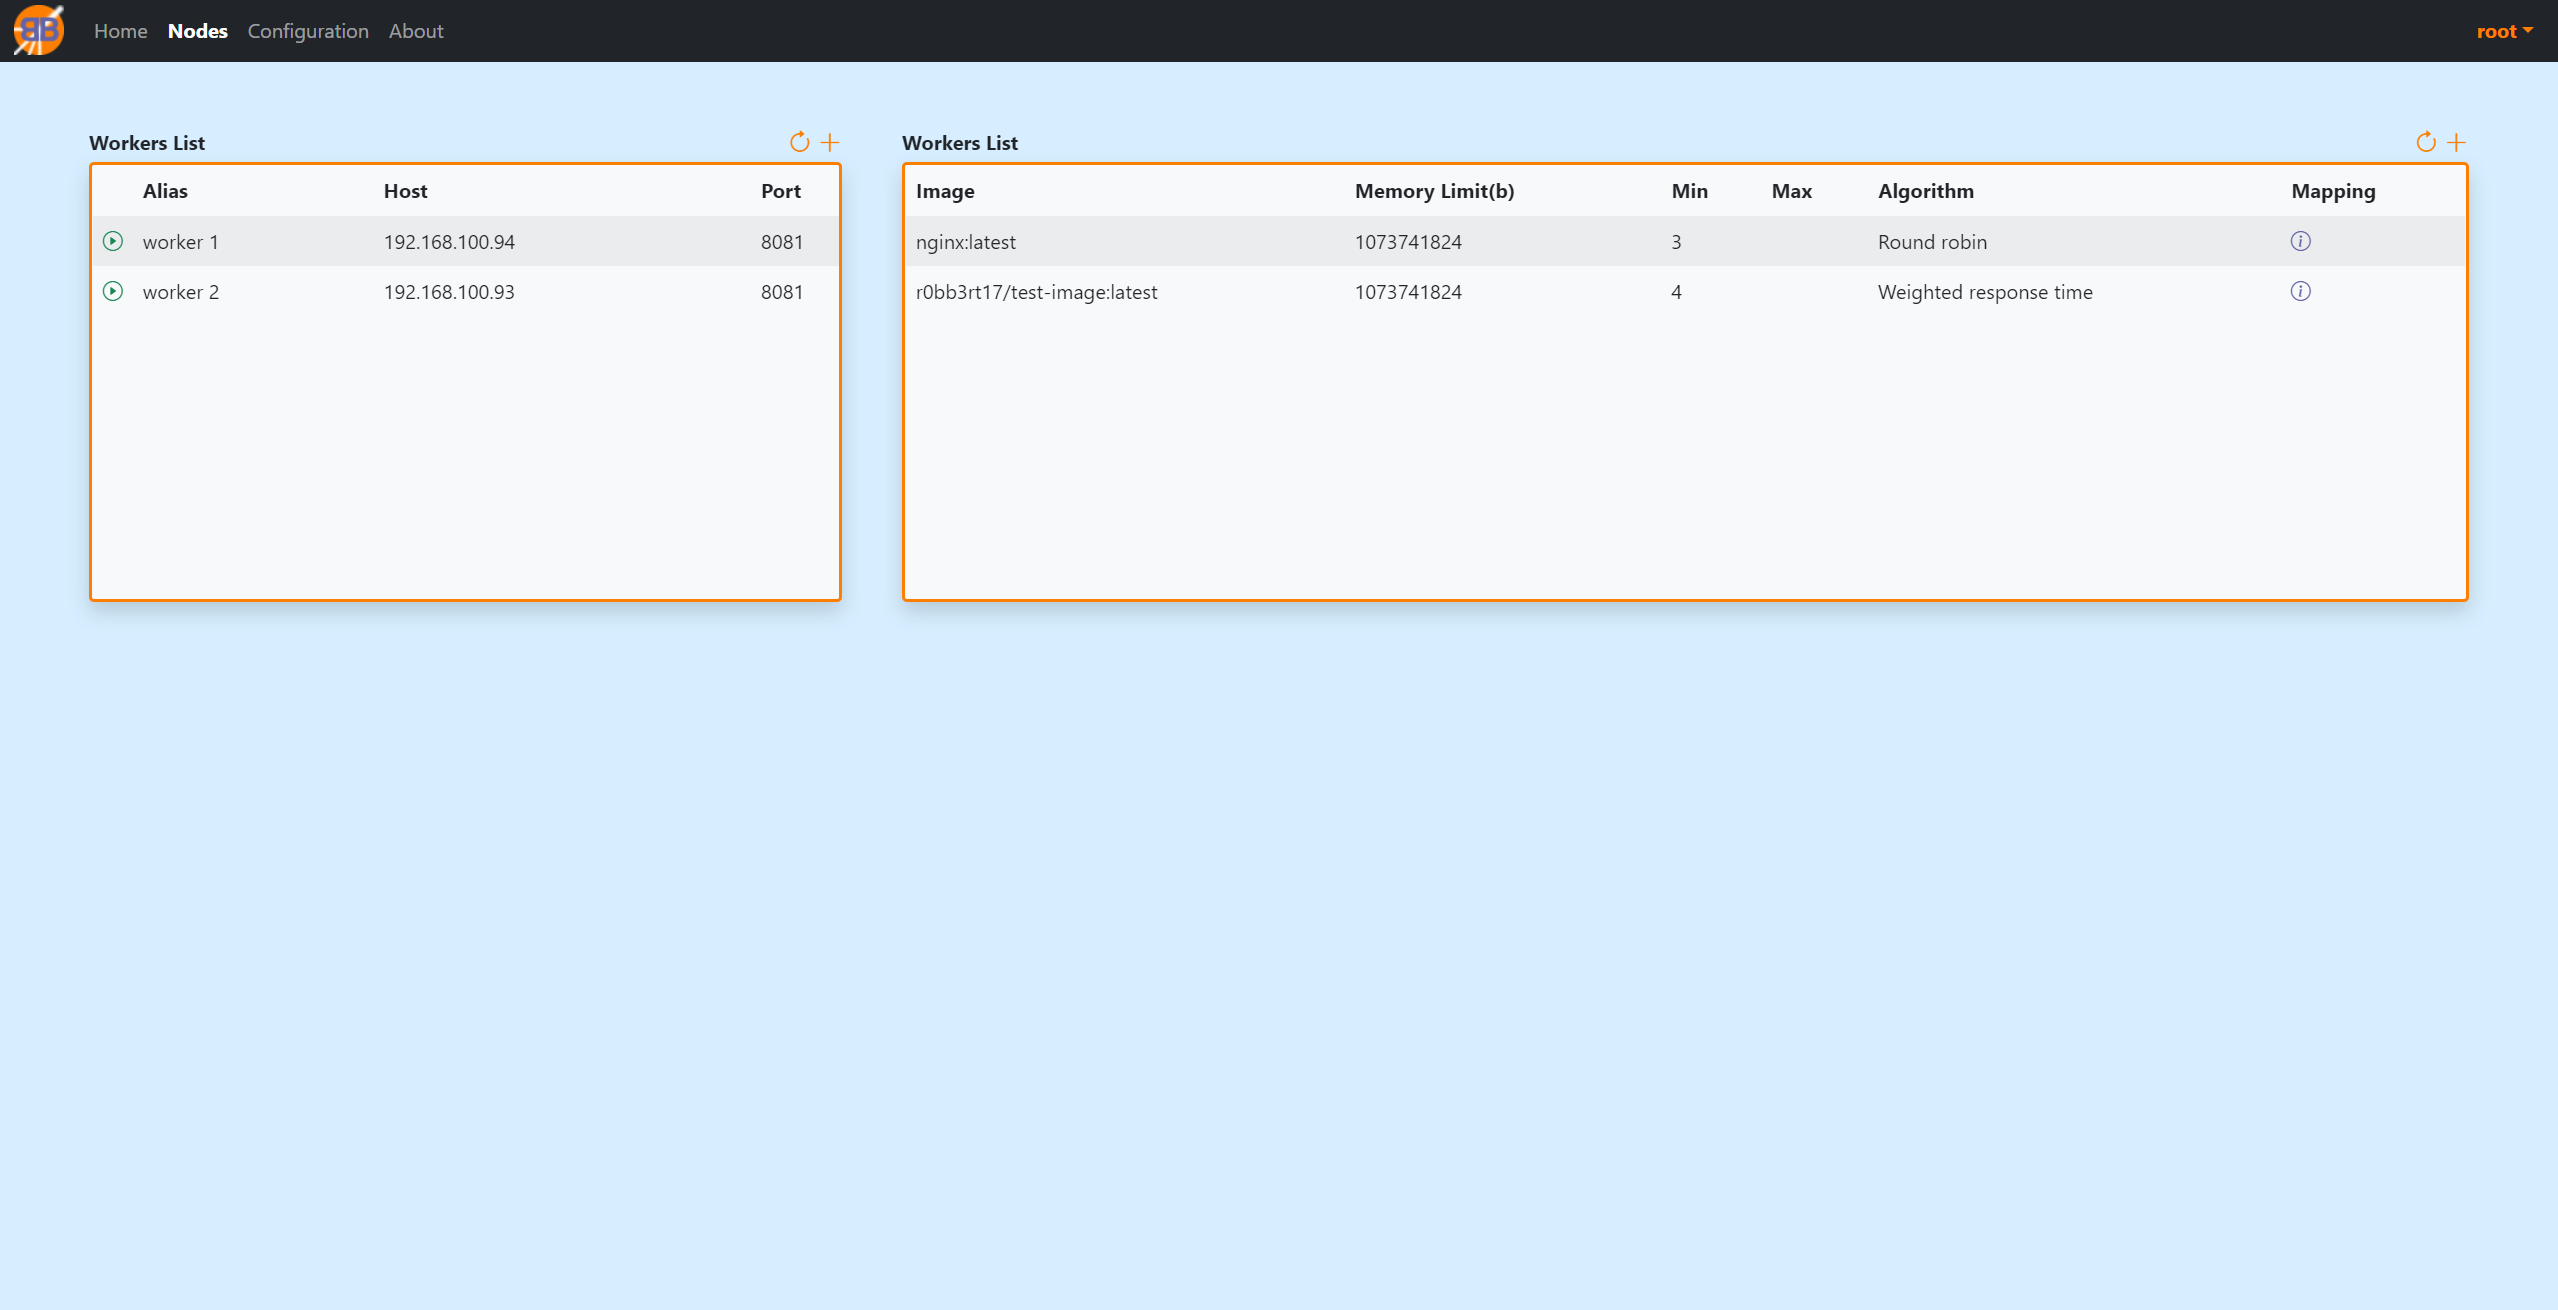 Home Nodes Configuration About root
Workers List
Alias Host Port
worker 1 192.168.100.94 8081
worker 2 192.168.100.93 8081
Workers List
Image Memory Limit(b) Min Max Algorithm Mapping
nginx:latest 1073741824 3 Round robin
r0bb3rt17/test-image:latest 1073741824 4 Weighted response time